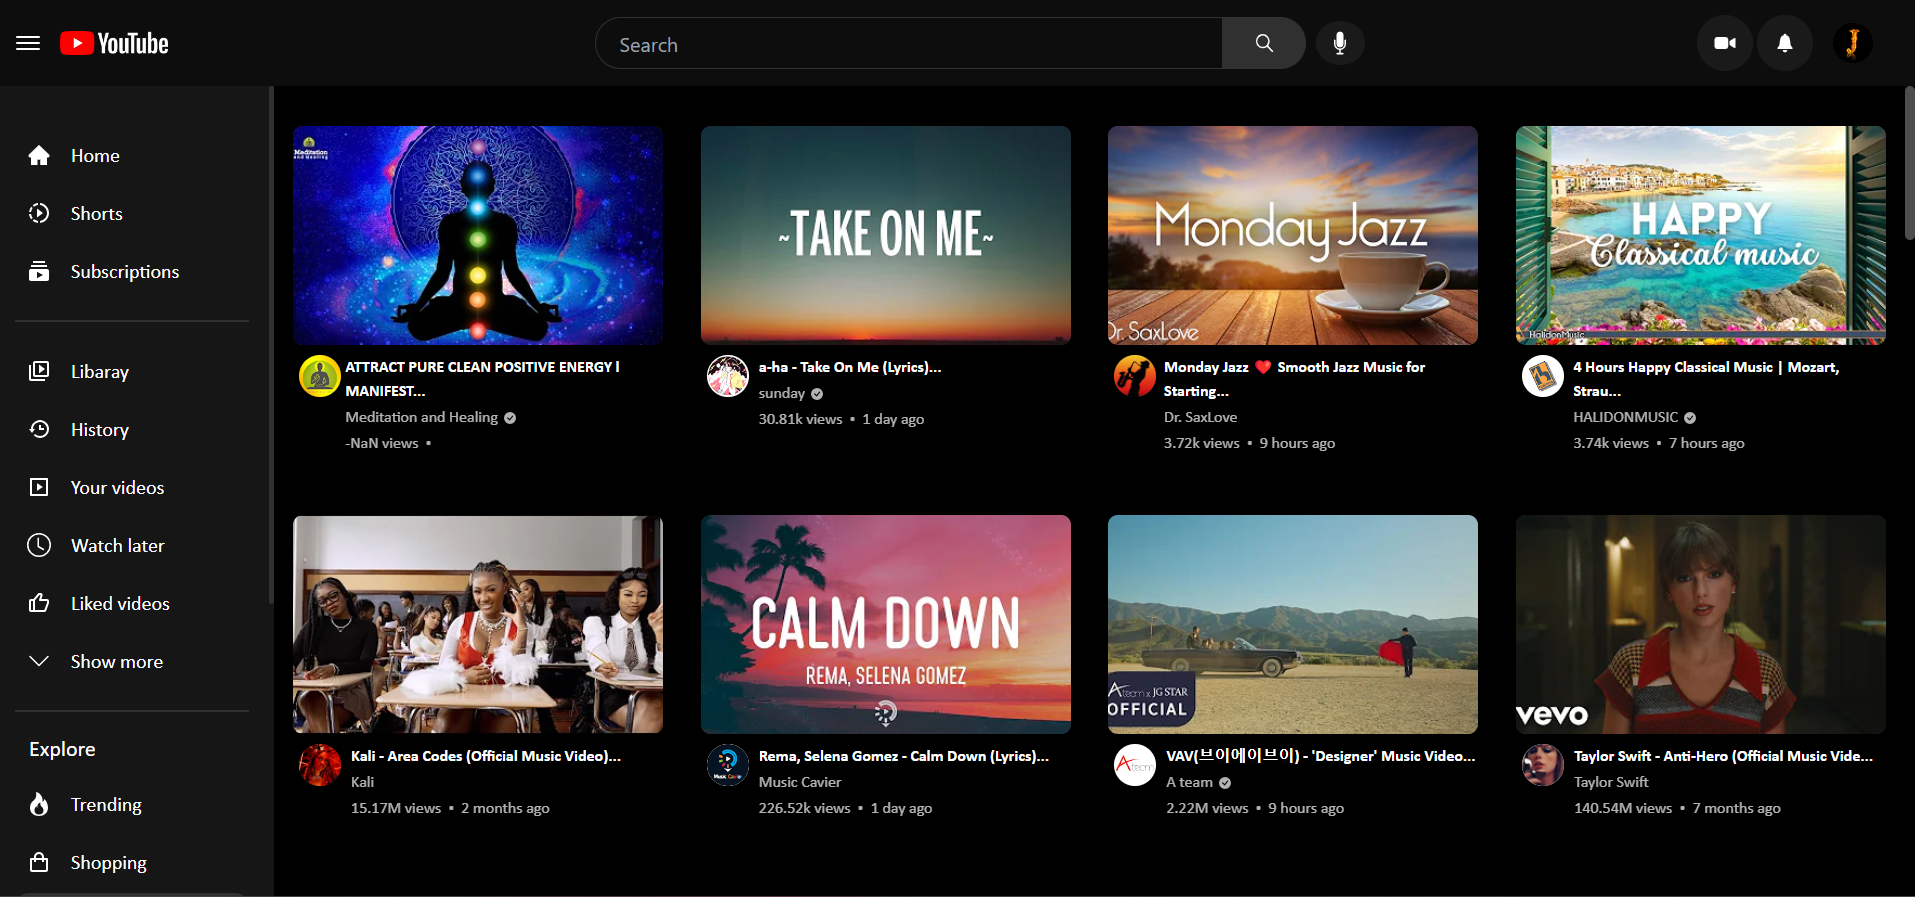 YouTube
Search
Home
Shorts
Subscriptions
Libaray
History
Your videos
Watch later
Liked videos
Show more
Explore
Trending
Shopping
Meditation
and Healing
ATTRACT PURE CLEAN POSITIVE ENERGY l
MANIFEST...
Meditation and Healing
-NaN views •
~TAKE ON ME~
a-ha - Take On Me (Lyrics)...
sunday
30.81k views • 1 day ago
Monday Jazz
Dr. SaxLove
Monday Jazz ❤️ Smooth Jazz Music for
Starting...
Dr. SaxLove
3.72k views • 9 hours ago
HAPPY
Classical music
HalidonMusic
4 Hours Happy Classical Music | Mozart,
Strau...
HALIDONMUSIC
3.74k views • 7 hours ago
Kali - Area Codes (Official Music Video)...
Kali
15.17M views • 2 months ago
CALM DOWN
REMA, SELENA GOMEZ
Music Cavier
Rema, Selena Gomez - Calm Down (Lyrics)...
Music Cavier
226.52k views • 1 day ago
A team x JG STAR
OFFICIAL
A team
VAV(브이에이브이) - 'Designer' Music Video...
A team
2.22M views • 9 hours ago
vevo
Taylor Swift - Anti-Hero (Official Music Vide...
Taylor Swift
140.54M views • 7 months ago